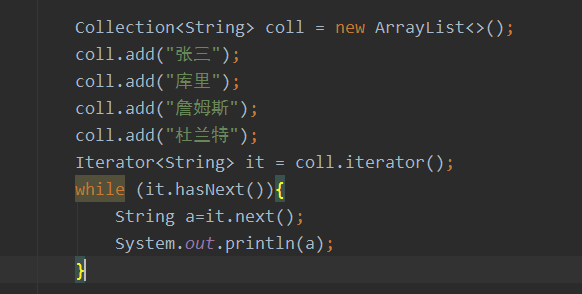 Collection<String> coll = new ArrayList<>();
coll.add("张三");
coll.add("库里");
coll.add("詹姆斯");
coll.add("杜兰特");
Iterator<String> it = coll.iterator();
while (it.hasNext()){
String a=it.next();
System.out.println(a);
}